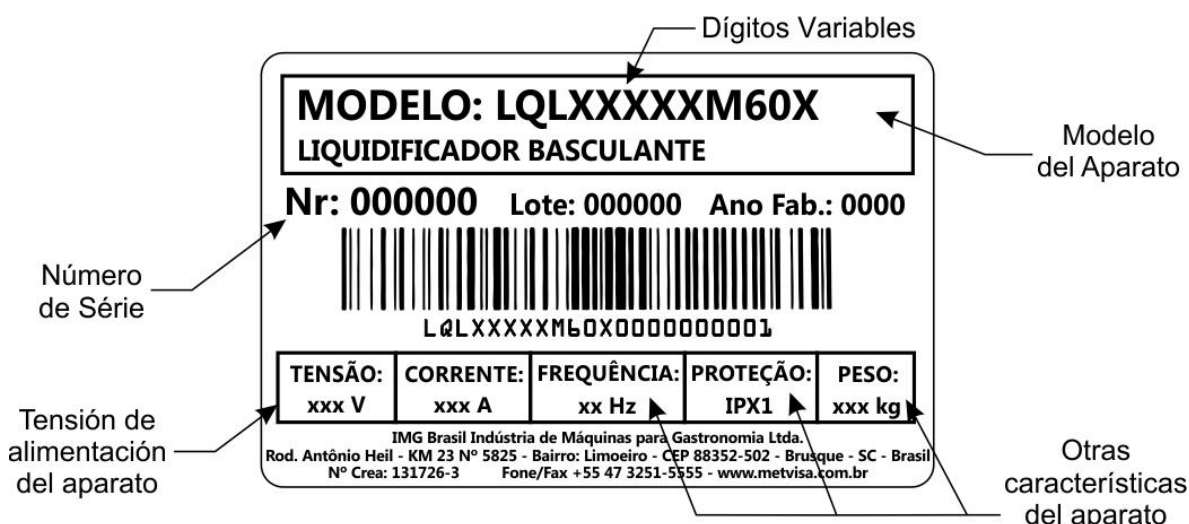 Dígitos Variables
MODELO: LQLXXXXXM60X
LIQUIDIFICADOR BASCULANTE
Modelo
del Aparato
Nr: 000000 Lote: 000000 Ano Fab.: 0000
Número
de Série
LQLXXXXXM60X0000000001
TENSÃO: CORRENTE: FREQUÊNCIA: PROTEÇÃO: PESO:
xxx V xxx A xx Hz IPX1 xxx kg
Tensión de
alimentación
del aparato
IMG Brasil Indústria de Máquinas para Gastronomia Ltda.
Rod. Antônio Heil - KM 23 Nº 5825 - Bairro: Limoeiro - CEP 88352-502 - Brusque - SC - Brasil
Nº Crea: 131726-3 Fone/Fax +55 47 3251-5555 - www.metvisa.com.br
Otras
características
del aparato